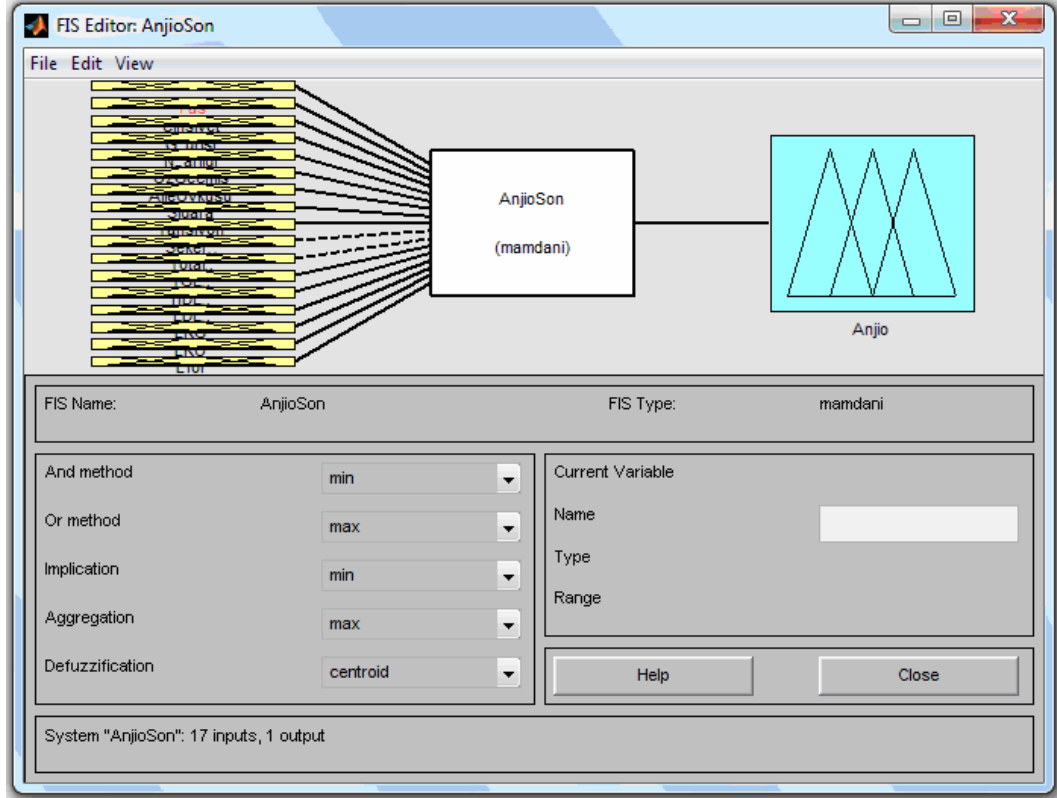 FIS Editor: AnjioSon
File Edit View
AnjioSon
(mamdani)
Anjio
FIS Name: AnjioSon FIS Type: mamdani
And method min
Or method max
Implication min
Aggregation max
Defuzzification centroid
Current Variable
Name
Type
Range
Help Close
System "AnjioSon": 17 inputs, 1 output